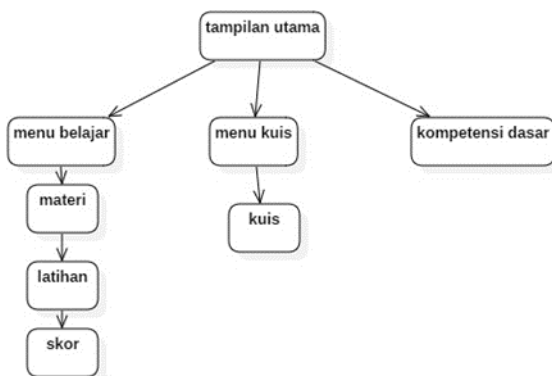 tampilan utama
menu belajar
menu kuis
kompetensi dasar
materi
kuis
latihan
skor